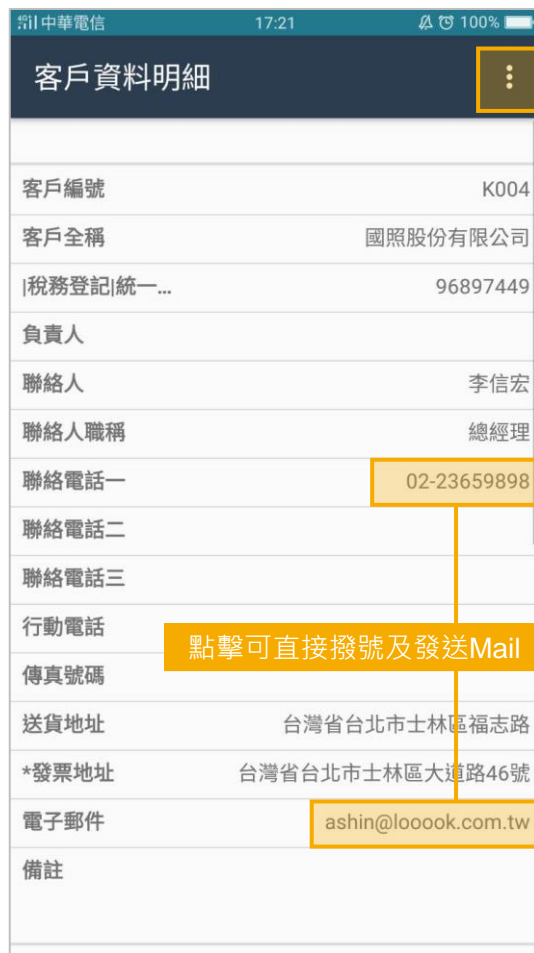 中華電信 17:21 100%
客戶資料明細
客戶編號 K004
客戶全稱 國照股份有限公司
|稅務登記|統一... 96897449
負責人
聯絡人 李信宏
聯絡人職稱 總經理
聯絡電話一 02-23659898
聯絡電話二
聯絡電話三
行動電話
點擊可直接撥號及發送Mail
傳真號碼
送貨地址 台灣省台北市士林區福志路
*發票地址 台灣省台北市士林區大道路46號
電子郵件 ashin@looook.com.tw
備註